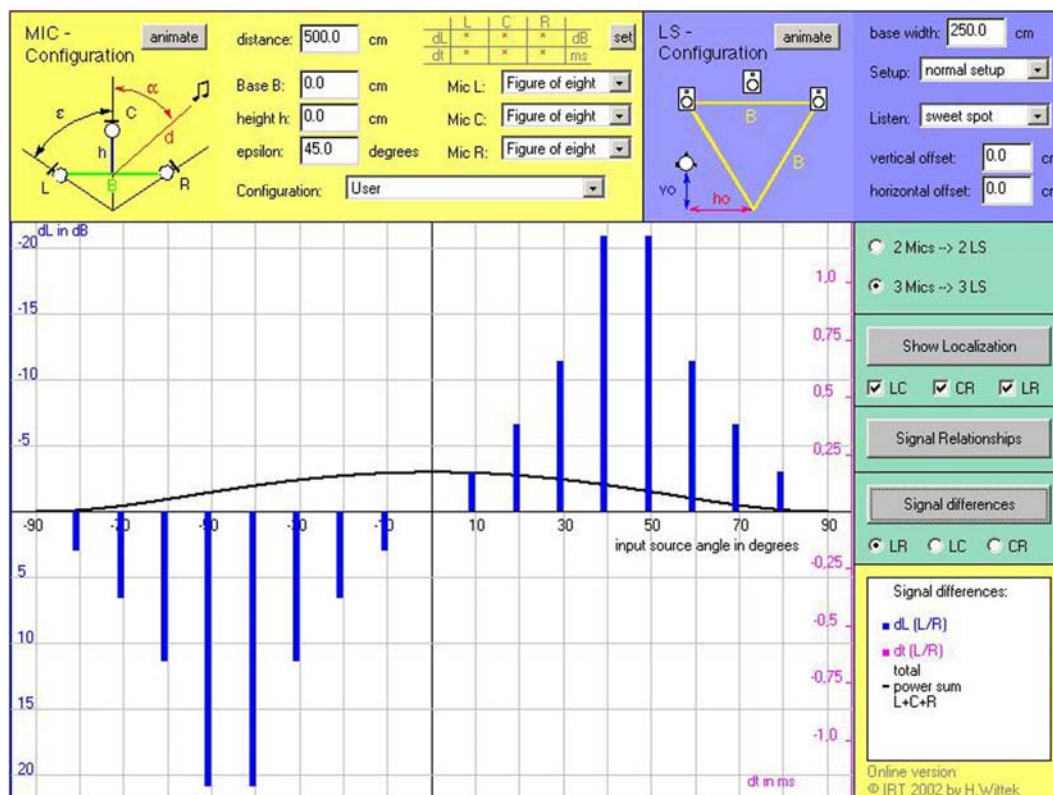 MIC -
Configuration
animate
α
ε
C
d
h
L
B
R
distance: 500.0 cm
Base B: 0.0 cm
height h: 0.0 cm
epsilon: 45.0 degrees
L C R
dL * * * dB
dt * * * ms
set
Mic L: Figure of eight
Mic C: Figure of eight
Mic R: Figure of eight
Configuration: User
LS -
Configuration
animate
B
B
vo
ho
base width: 250.0 cm
Setup: normal setup
Listen: sweet spot
vertical offset: 0.0
horizontal offset: 0.0
dL in dB
-20
-15
-10
-5
5
10
15
20
1,0
0,75
0,5
0,25
-0,25
-0,5
-0,75
-1,0
-90 -70 -50 -30 -10 10 30 50 70 90
input source angle in degrees
dt in ms
2 Mics --> 2 LS
3 Mics --> 3 LS
Show Localization
LC CR LR
Signal Relationships
Signal differences
LR LC CR
Signal differences:
dL (L/R)
dt (L/R)
total
power sum
L+C+R
Online version
© IRT 2002 by H.Wittek